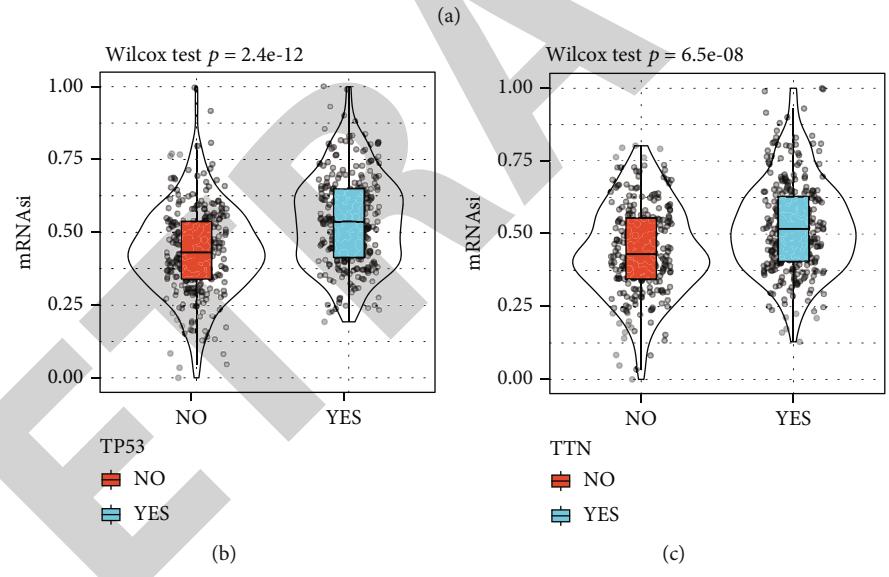 (a)
Wilcox test p = 2.4e-12
mRNAsi
1.00
0.75
0.50
0.25
0.00
NO YES
TP53
NO
YES
(b)
Wilcox test p = 6.5e-08
mRNAsi
1.00
0.75
0.50
0.25
0.00
NO YES
TTN
NO
YES
(c)
ETRA